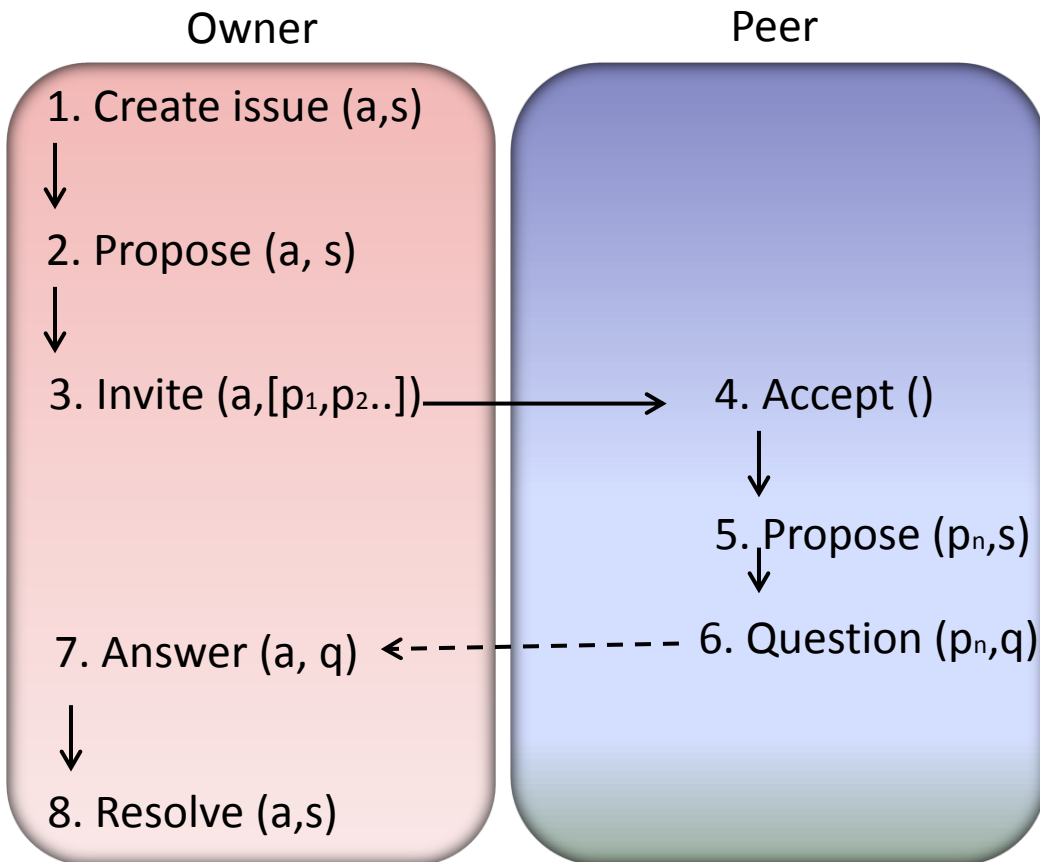 Owner
Peer
1. Create issue (a,s)
2. Propose (a, s)
3. Invite (a,[p₁,p₂..])
4. Accept ()
5. Propose (pₙ,s)
6. Question (pₙ,q)
7. Answer (a, q)
8. Resolve (a,s)